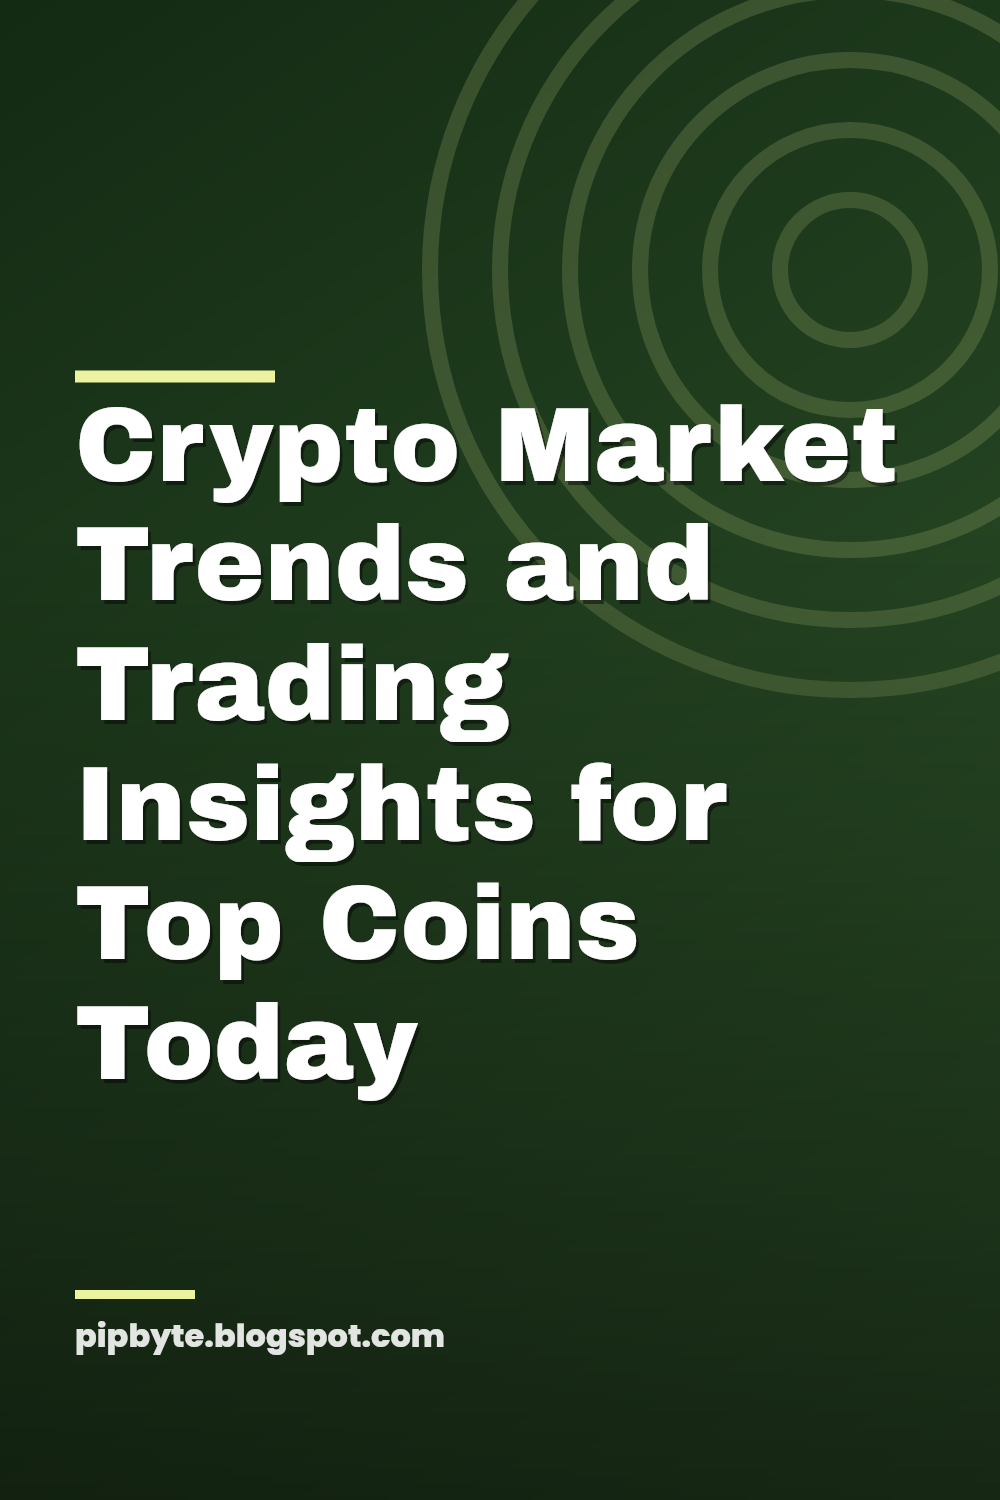 Crypto Market
Trends and
Trading
Insights for
Top Coins
Today
pipbyte.blogspot.com